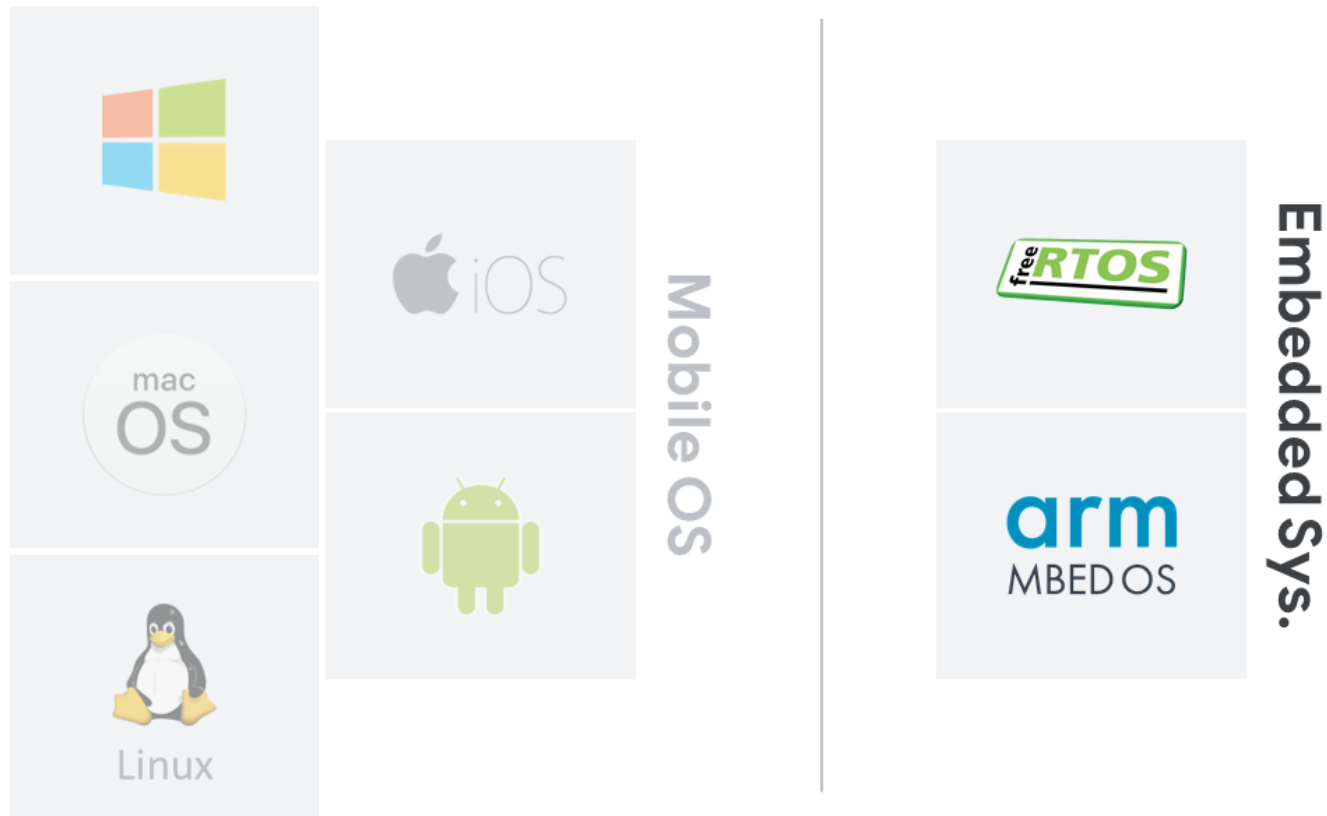 mac
OS
Linux
iOS
Mobile OS
free
RTOS
arm
MBED OS
Embedded Sys.